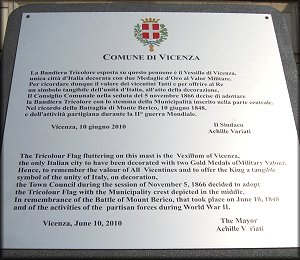 COMUNE DI VICENZA
La Bandiera Tricolore esposta su questo pennone è il Vessillo di Vicenza,
unica città d'Italia decorata con due Medaglie d'Oro al Valor Militare.
Per ricordare dunque il valore dei vicentini Tutti e per offrire al Re
un simbolo tangibile dell'unità d'Italia, all'atto della decorazione.
Il Consiglio Comunale nella seduta del 5 novembre 1866 decise di adottare
la Bandiera Tricolore con lo stemma della Municipalità inserito nella parte centrale.
Nel ricordo della Battaglia di Monte Berico, 10 giugno 1848,
e dell'attività partigiana durante la IIª guerra Mondiale.
Vicenza, 10 giugno 2010
Il Sindaco
Achille Variati
The Tricolour Flag fluttering on this mast is the Vexillum of Vicenza,
the only Italian city to have been decorated with two Gold Medals of Military Valour.
Hence, to remember the valour of All Vicentines and to offer the King a tangible
symbol of the unity of Italy, on decoration,
the Town Council during the session of November 5, 1866 decided to adopt
the Tricolour Flag with the Municipality crest depicted in the middle.
In remembrance of the Battle of Mount Berico, that took place on June 10, 1848
and of the activities of the partisan forces during World War II.
Vicenza, June 10, 2010
The Mayor
Achille Variati